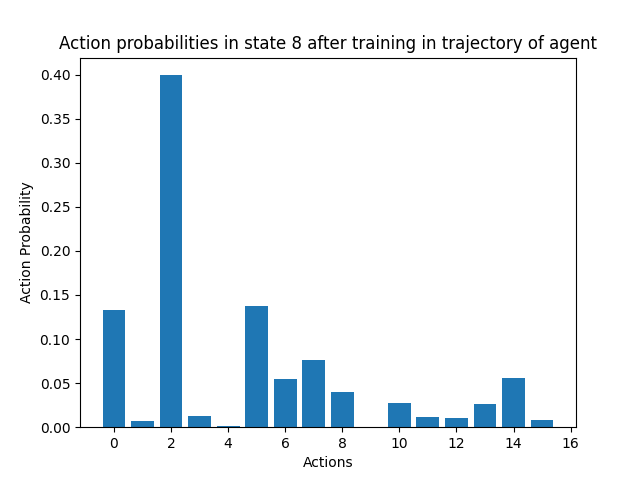 Action probabilities in state 8 after training in trajectory of agent
0.40
0.35
0.30
0.25
0.20
0.15
0.10
0.05
0.00
Action Probability
0 2 4 6 8 10 12 14 16
Actions